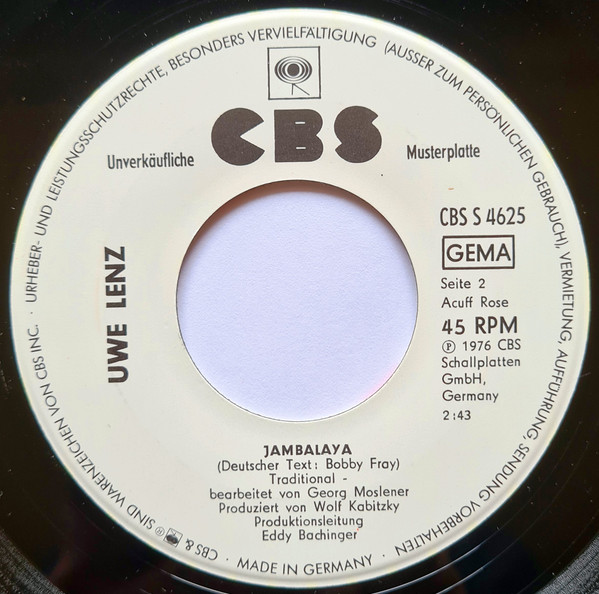 URHEBER- UND LEISTUNGSSCHUTZRECHTE, BESONDERS VERVIELFÄLTIGUNG (AUSSER ZUM PERSÖNLICHEN GEBRAUCH), VERMIETUNG, AUFFÜHRUNG, SENDUNG VORBEHALTEN
CBS
Unverkäufliche Musterplatte
CBS S 4625
GEMA
Seite 2
Acuff Rose
45 RPM
Ⓟ 1976 CBS
Schallplatten
GmbH,
Germany
2:43
UWE LENZ
JAMBALAYA
(Deutscher Text: Bobby Fray)
Traditional -
bearbeitet von Georg Moslener
Produziert von Wolf Kabitzky
Produktionsleitung
Eddy Bachinger
· MADE IN GERMANY ·
CBS & ® SIND WARENZEICHEN VON CBS INC. ·